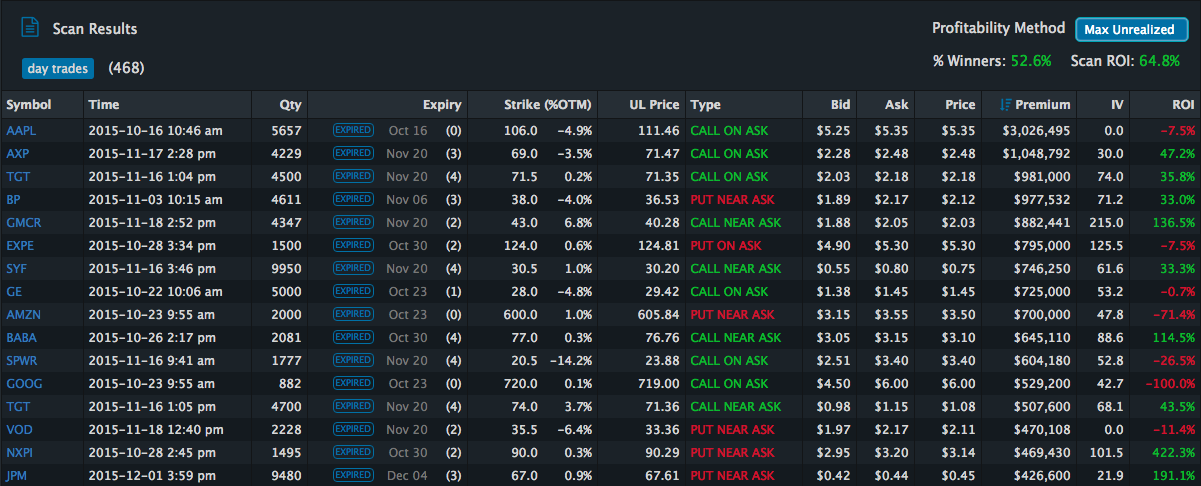 Scan Results
Profitability Method Max Unrealized
day trades (468)
% Winners: 52.6% Scan ROI: 64.8%
Symbol Time Qty Expiry Strike (%OTM) UL Price Type Bid Ask Price Premium IV ROI
AAPL 2015-10-16 10:46 am 5657 EXPIRED Oct 16 (0) 106.0 -4.9% 111.46 CALL ON ASK $5.25 $5.35 $5.35 $3,026,495 0.0 -7.5%
AXP 2015-11-17 2:28 pm 4229 EXPIRED Nov 20 (3) 69.0 -3.5% 71.47 CALL ON ASK $2.28 $2.48 $2.48 $1,048,792 30.0 47.2%
TGT 2015-11-16 1:04 pm 4500 EXPIRED Nov 20 (4) 71.5 0.2% 71.35 CALL ON ASK $2.03 $2.18 $2.18 $981,000 74.0 35.8%
BP 2015-11-03 10:15 am 4611 EXPIRED Nov 06 (3) 38.0 -4.0% 36.53 PUT NEAR ASK $1.89 $2.17 $2.12 $977,532 71.2 33.0%
GMCR 2015-11-18 2:52 pm 4347 EXPIRED Nov 20 (2) 43.0 6.8% 40.28 CALL NEAR ASK $1.88 $2.05 $2.03 $882,441 215.0 136.5%
EXPE 2015-10-28 3:34 pm 1500 EXPIRED Oct 30 (2) 124.0 0.6% 124.81 PUT ON ASK $4.90 $5.30 $5.30 $795,000 125.5 -7.5%
SYF 2015-11-16 3:46 pm 9950 EXPIRED Nov 20 (4) 30.5 1.0% 30.20 CALL NEAR ASK $0.55 $0.80 $0.75 $746,250 61.6 33.3%
GE 2015-10-22 10:06 am 5000 EXPIRED Oct 23 (1) 28.0 -4.8% 29.42 CALL ON ASK $1.38 $1.45 $1.45 $725,000 53.2 -0.7%
AMZN 2015-10-23 9:55 am 2000 EXPIRED Oct 23 (0) 600.0 1.0% 605.84 PUT NEAR ASK $3.15 $3.55 $3.50 $700,000 47.8 -71.4%
BABA 2015-10-26 2:17 pm 2081 EXPIRED Oct 30 (4) 77.0 0.3% 76.76 CALL NEAR ASK $3.05 $3.15 $3.10 $645,110 88.6 114.5%
SPWR 2015-11-16 9:41 am 1777 EXPIRED Nov 20 (4) 20.5 -14.2% 23.88 CALL ON ASK $2.51 $3.40 $3.40 $604,180 52.8 -26.5%
GOOG 2015-10-23 9:55 am 882 EXPIRED Oct 23 (0) 720.0 0.1% 719.00 CALL ON ASK $4.50 $6.00 $6.00 $529,200 42.7 -100.0%
TGT 2015-11-16 1:05 pm 4700 EXPIRED Nov 20 (4) 74.0 3.7% 71.36 CALL NEAR ASK $0.98 $1.15 $1.08 $507,600 68.1 43.5%
VOD 2015-11-18 12:40 pm 2228 EXPIRED Nov 20 (2) 35.5 -6.4% 33.36 PUT NEAR ASK $1.97 $2.17 $2.11 $470,108 0.0 -11.4%
NXPI 2015-10-28 2:45 pm 1495 EXPIRED Oct 30 (2) 90.0 0.3% 90.29 PUT NEAR ASK $2.95 $3.20 $3.14 $469,430 101.5 422.3%
JPM 2015-12-01 3:59 pm 9480 EXPIRED Dec 04 (3) 67.0 0.9% 67.61 PUT NEAR ASK $0.42 $0.44 $0.45 $426,600 21.9 191.1%